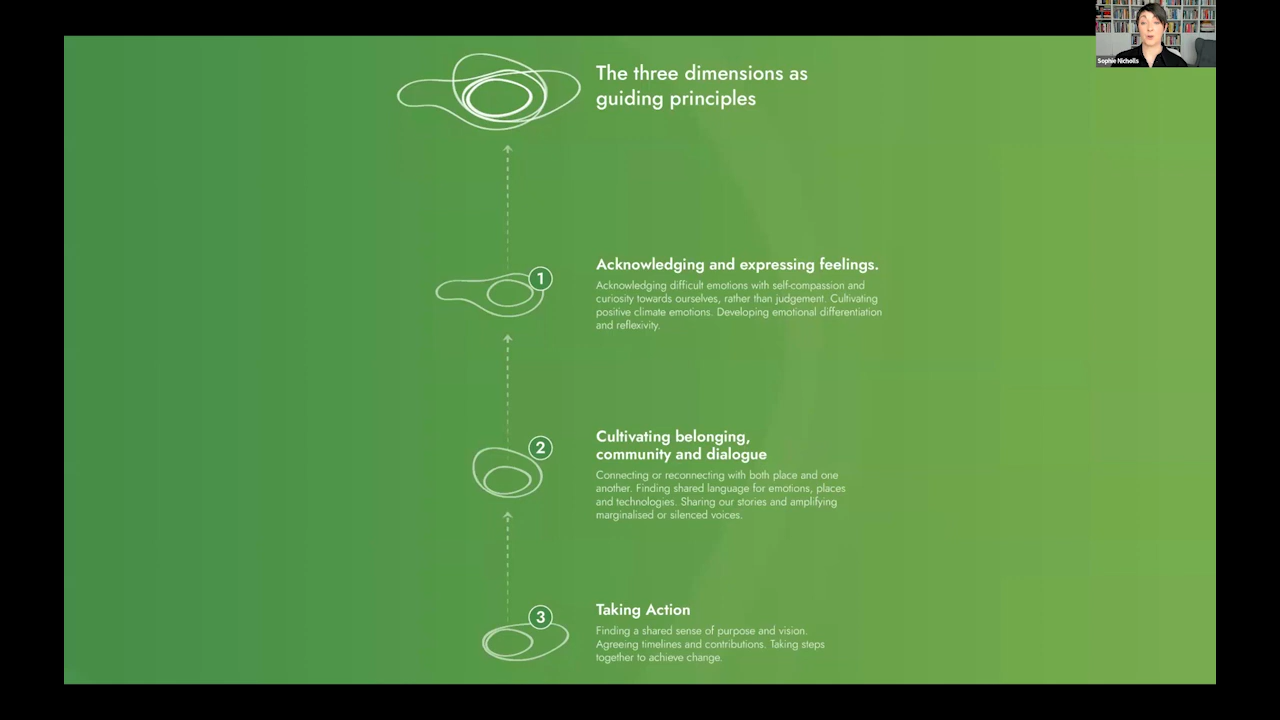 Sophie Nicholls
The three dimensions as
guiding principles
1
Acknowledging and expressing feelings.
Acknowledging difficult emotions with self-compassion and
curiosity towards ourselves, rather than judgement. Cultivating
positive climate emotions. Developing emotional differentiation
and reflexivity.
2
Cultivating belonging,
community and dialogue
Connecting or reconnecting with both place and one
another. Finding shared language for emotions, places
and technologies. Sharing our stories and amplifying
marginalised or silenced voices.
3
Taking Action
Finding a shared sense of purpose and vision.
Agreeing timelines and contributions. Taking steps
together to achieve change.